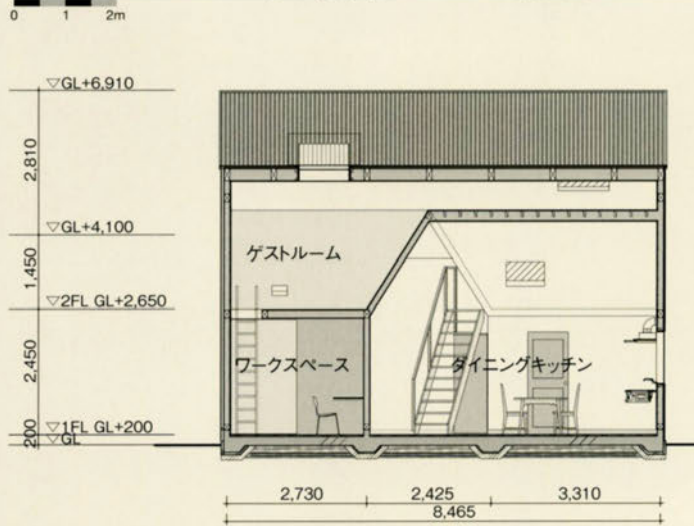 0 1 2m
▽GL+6,910
2,810
▽GL+4,100
1,450
▽2FL GL+2,650
2,450
▽1FL GL+200
200
▽GL
ゲストルーム
ワークスペース
ダイニングキッチン
2,730 2,425 3,310
8,465